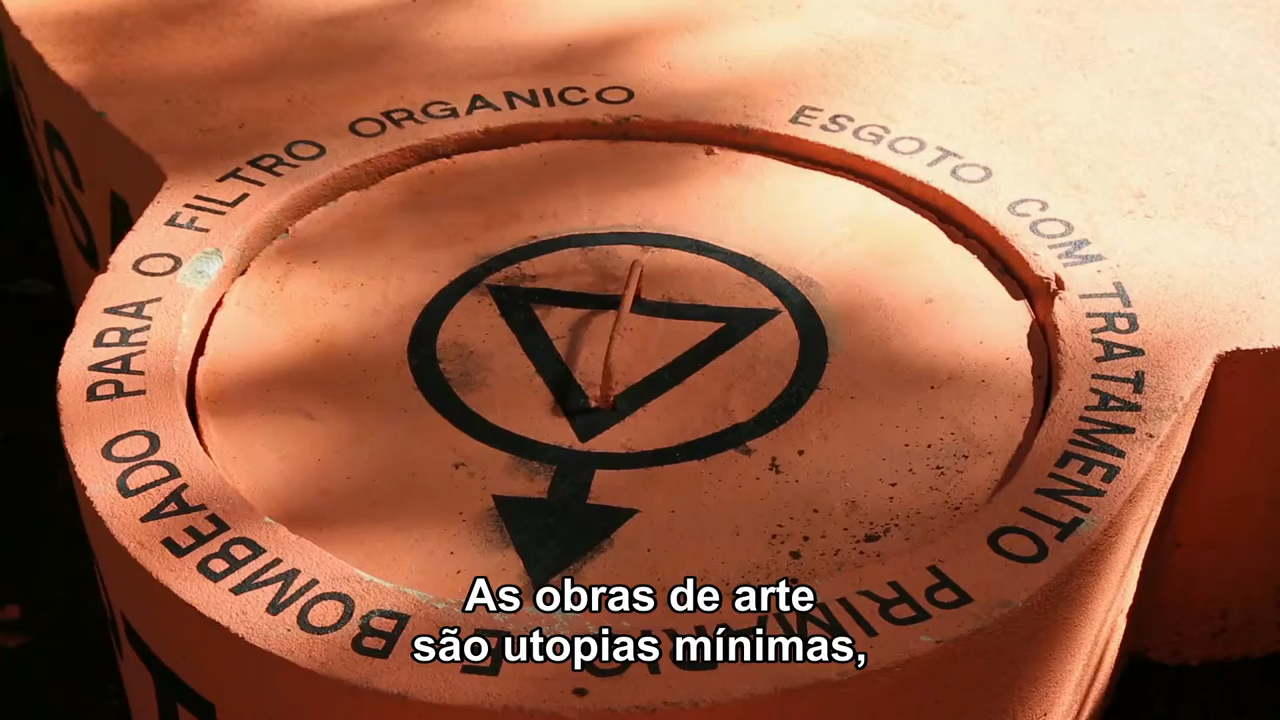 ESGOTO COM TRATAMENTO PRIMARIO E BOMBEADO PARA O FILTRO ORGANICO
As obras de arte
são utopias mínimas,